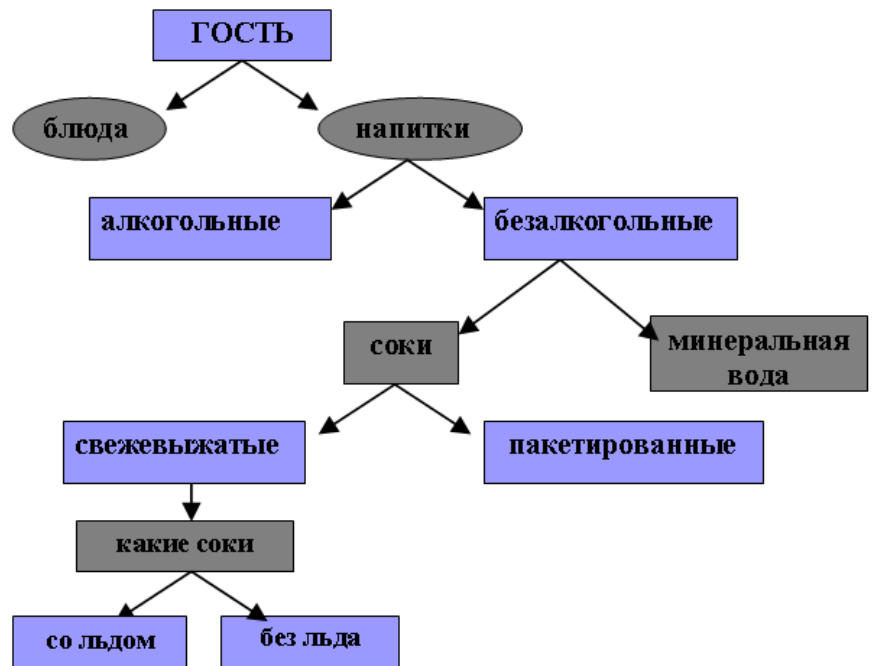 ГОСТЬ
блюда
напитки
алкогольные
безалкогольные
соки
минеральная
вода
свежевыжатые
пакетированные
какие соки
со льдом
без льда